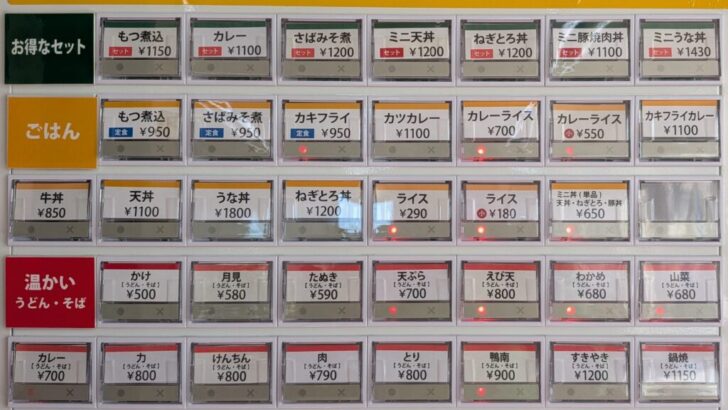 お得なセット
もつ煮込
セット ¥1150
カレー
セット ¥1100
さばみそ煮
セット ¥1200
ミニ天丼
セット ¥1200
ねぎとろ丼
セット ¥1200
ミニ豚焼肉丼
セット ¥1100
ミニうな丼
セット ¥1430
ごはん
もつ煮込
定食 ¥950
さばみそ煮
定食 ¥950
カキフライ
定食 ¥950
カツカレー
¥1100
カレーライス
¥700
カレーライス
小 ¥550
カキフライカレー
¥1100
牛丼
¥850
天丼
¥1100
うな丼
¥1800
ねぎとろ丼
¥1200
ライス
¥290
ライス
小 ¥180
ミニ丼(単品)
天丼・ねぎとろ・豚丼
¥650
温かい
うどん・そば
かけ
[うどん・そば]
¥500
月見
[うどん・そば]
¥580
たぬき
[うどん・そば]
¥590
天ぷら
[うどん・そば]
¥700
えび天
[うどん・そば]
¥800
わかめ
[うどん・そば]
¥680
山菜
[うどん・そば]
¥680
カレー
[うどん・そば]
¥700
力
[うどん・そば]
¥800
けんちん
[うどん・そば]
¥800
肉
[うどん・そば]
¥790
とり
[うどん・そば]
¥800
鴨南
[うどん・そば]
¥900
すきやき
[うどん・そば]
¥1200
鍋焼
[うどん・そば]
¥1150